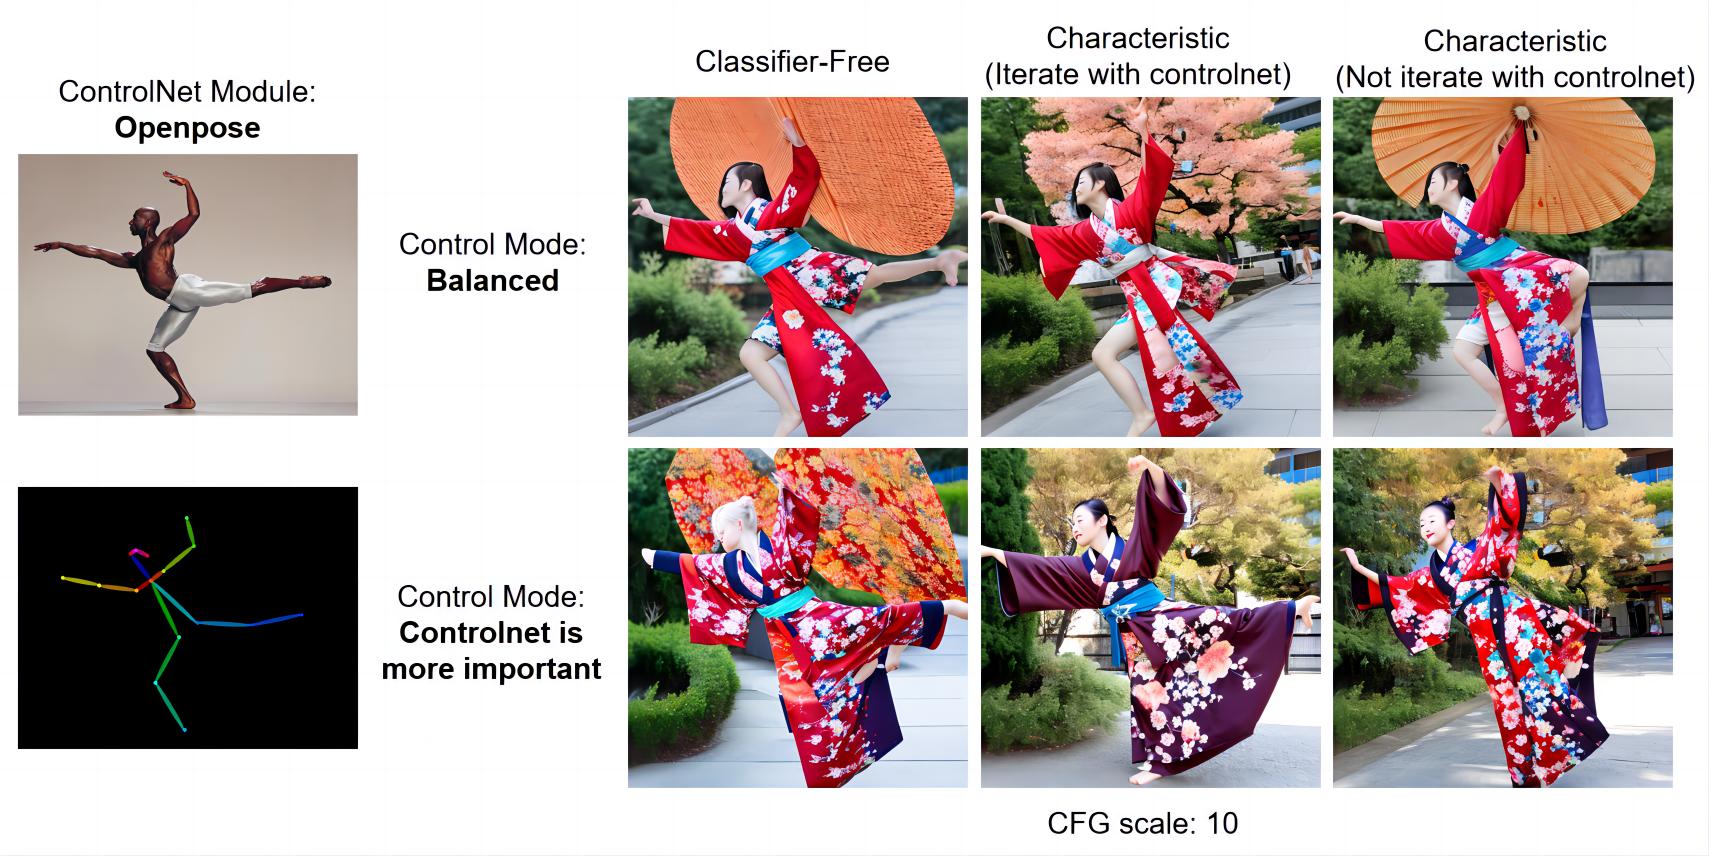 ControlNet Module:
Openpose
Classifier-Free
Characteristic
(Iterate with controlnet)
Characteristic
(Not iterate with controlnet)
Control Mode:
Balanced
Control Mode:
Controlnet is
more important
CFG scale: 10